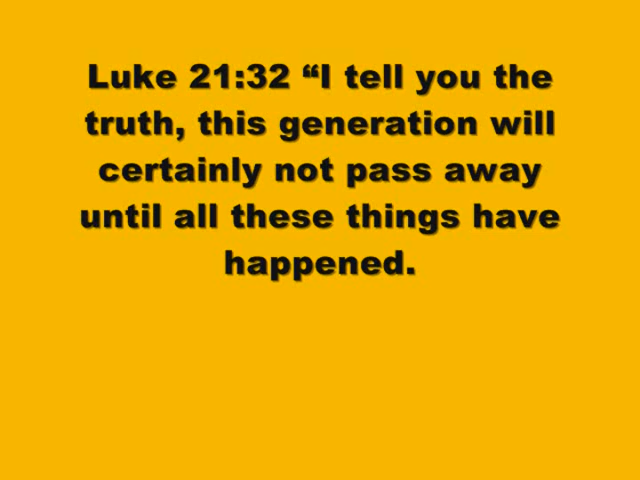 Luke 21:32 “I tell you the
truth, this generation will
certainly not pass away
until all these things have
happened.